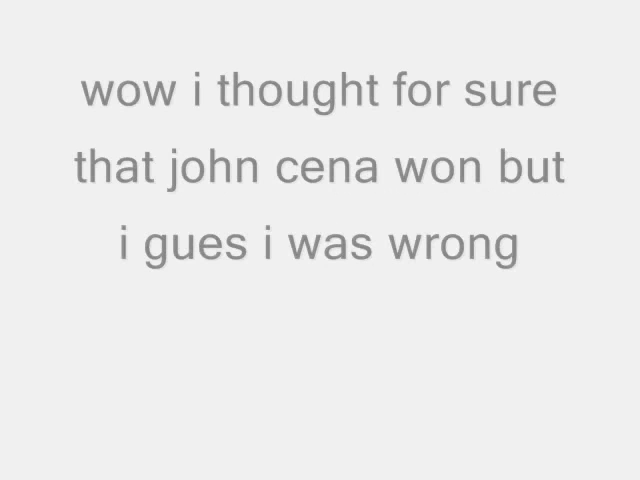 wow i thought for sure
that john cena won but
i gues i was wrong